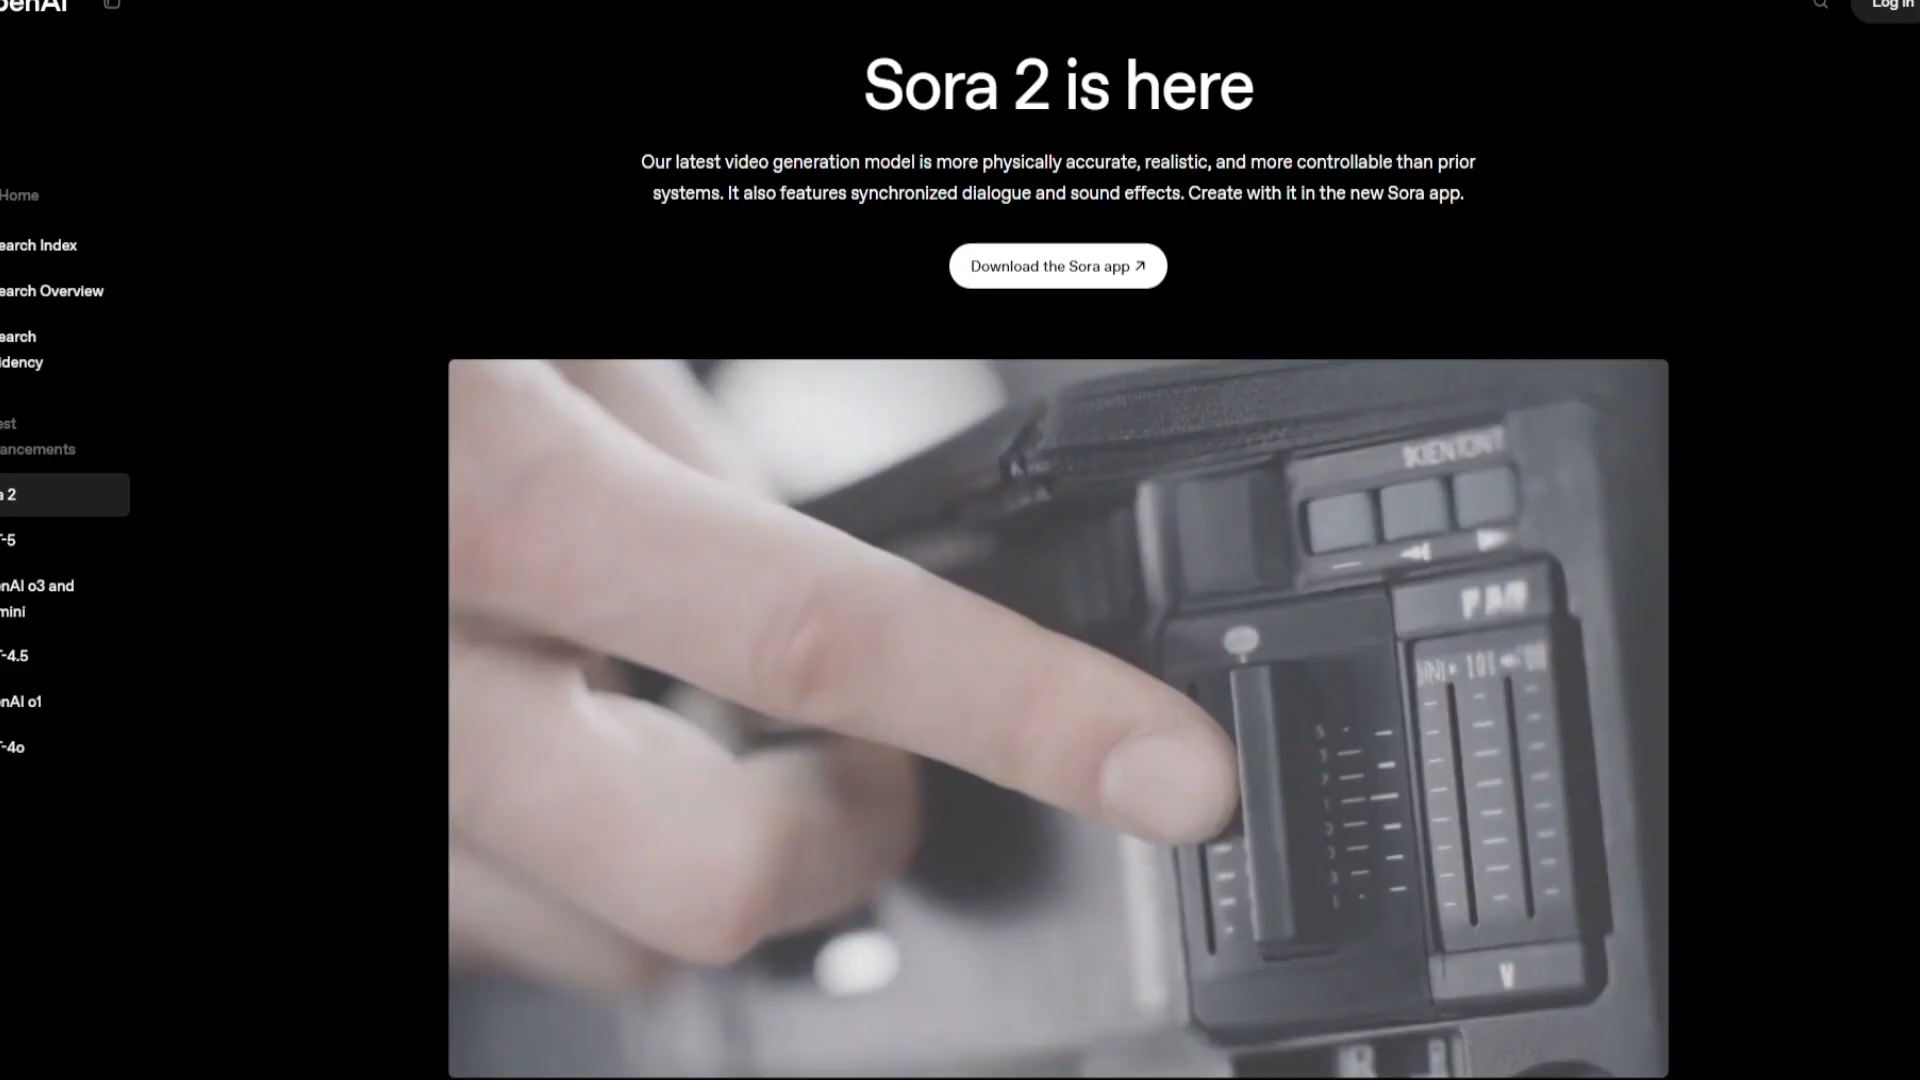 enAI
Log in
Sora 2 is here
Our latest video generation model is more physically accurate, realistic, and more controllable than prior
systems. It also features synchronized dialogue and sound effects. Create with it in the new Sora app.
Download the Sora app ↗
Home
earch Index
earch Overview
earch
idency
est
ancements
a 2
T-5
enAI o3 and
mini
T-4.5
enAI o1
T-4o
V